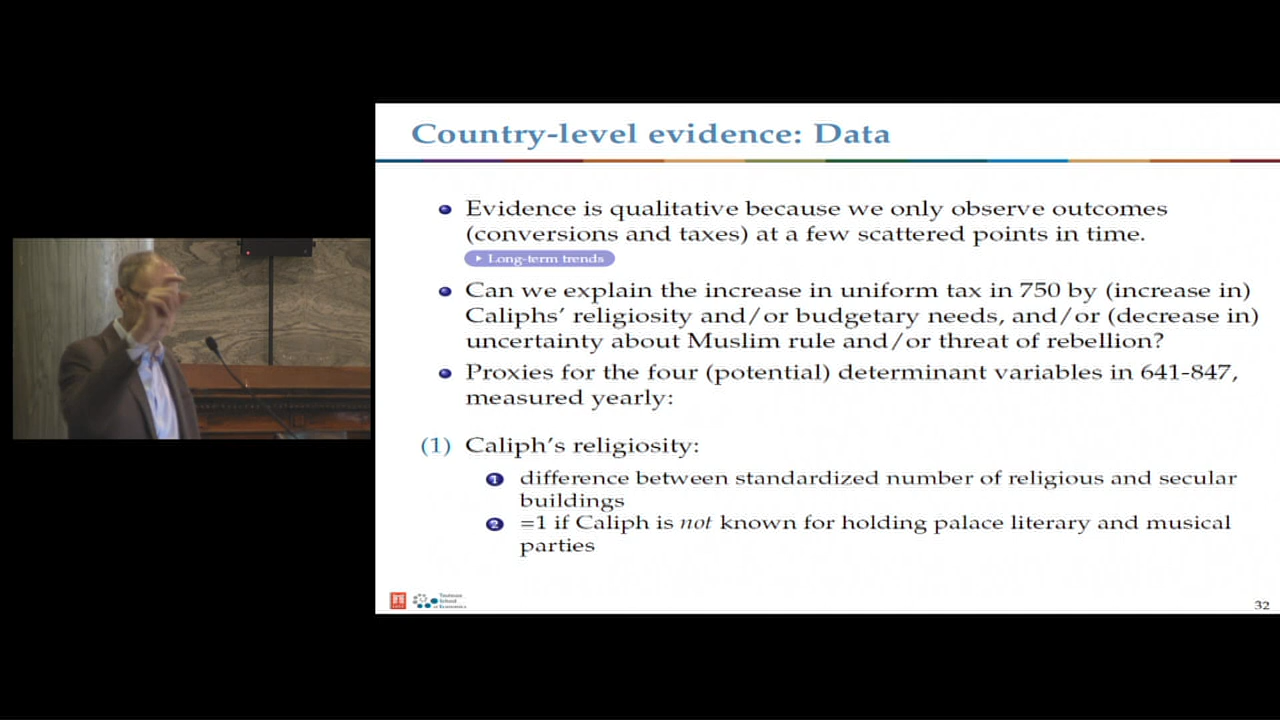 Country-level evidence: Data
Evidence is qualitative because we only observe outcomes
(conversions and taxes) at a few scattered points in time.
Long-term trends
Can we explain the increase in uniform tax in 750 by (increase in)
Caliphs' religiosity and/or budgetary needs, and/or (decrease in)
uncertainty about Muslim rule and/or threat of rebellion?
Proxies for the four (potential) determinant variables in 641-847,
measured yearly:
(1) Caliph's religiosity:
1 difference between standardized number of religious and secular
buildings
2 =1 if Caliph is not known for holding palace literary and musical
parties
Toulouse
School
of Economics
32